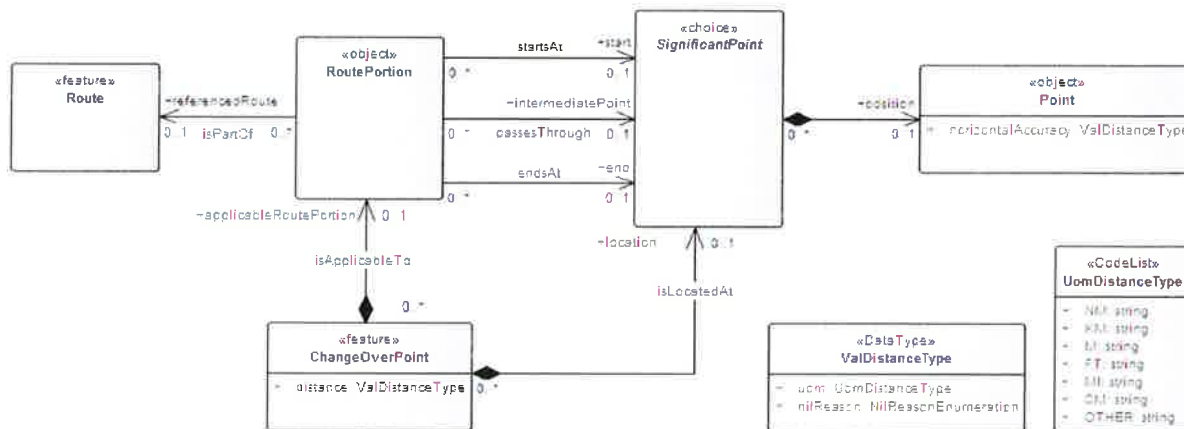 «feature»
Route
~referencedRoute
0..1
isPartOf
0..*
«object»
RoutePortion
startsAt
~start
0..*
0..1
~intermediatePoint
0..*
passesThrough
0..1
endsAt
~end
0..*
0..1
«choice»
SignificantPoint
~position
0..*
0..1
«object»
Point
+ horizontalAccuracy: ValDistanceType
~applicableRoutePortion
0..1
isApplicableTo
0..*
~location
0..1
isLocatedAt
«feature»
ChangeOverPoint
+ distance: ValDistanceType
0..*
«DataType»
ValDistanceType
+ uom: UomDistanceType
+ nilReason: NilReasonEnumeration
«CodeList»
UomDistanceType
+ NM: string
+ KM: string
+ M: string
+ FT: string
+ MI: string
+ CM: string
+ OTHER: string